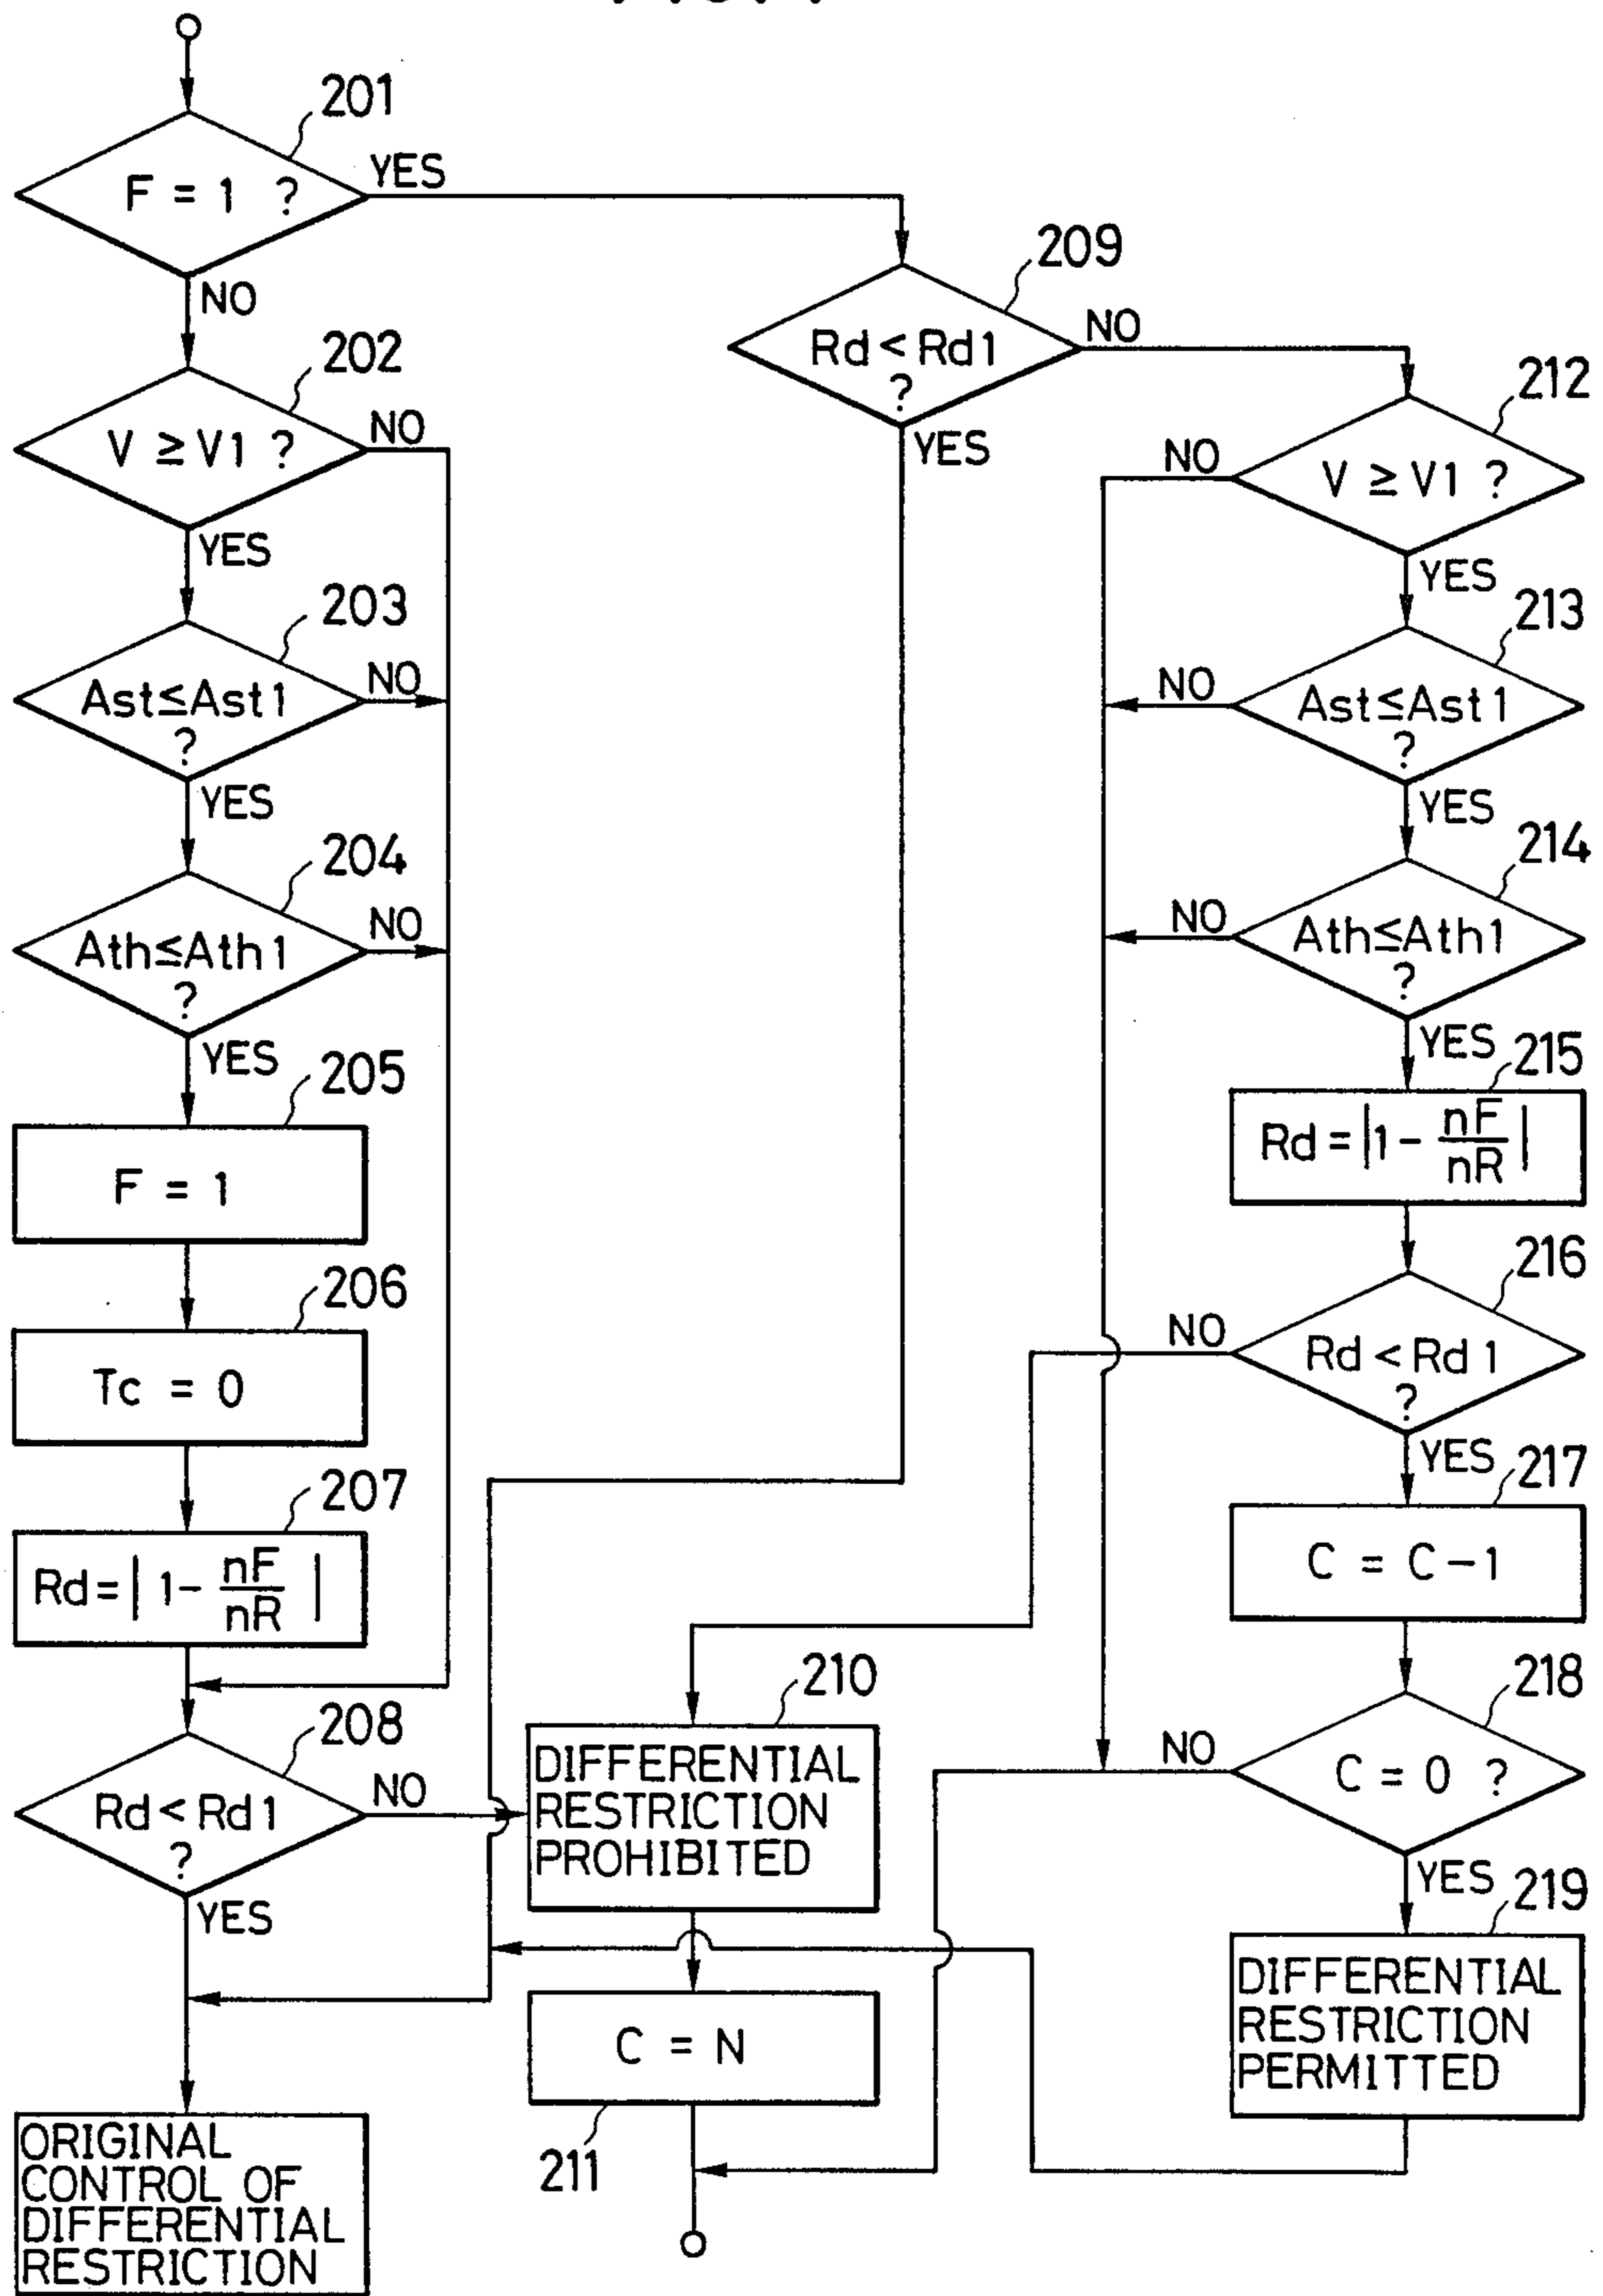 201
F = 1 ?
YES
NO
202
V ≥ V1 ?
NO
YES
203
Ast≤Ast1
?
NO
YES
204
Ath≤Ath1
?
NO
YES
205
F = 1
206
Tc = 0
207
Rd=| 1- nF/nR |
208
Rd < Rd1
?
NO
YES
ORIGINAL
CONTROL OF
DIFFERENTIAL
RESTRICTION
209
Rd < Rd1
?
NO
YES
210
DIFFERENTIAL
RESTRICTION
PROHIBITED
C = N
211
212
V ≥ V1 ?
NO
YES
213
Ast≤Ast1
?
NO
YES
214
Ath≤Ath1
?
NO
YES
215
Rd = |1- nF/nR |
216
Rd < Rd1
?
NO
YES
217
C = C-1
218
C = 0 ?
NO
YES
219
DIFFERENTIAL
RESTRICTION
PERMITTED